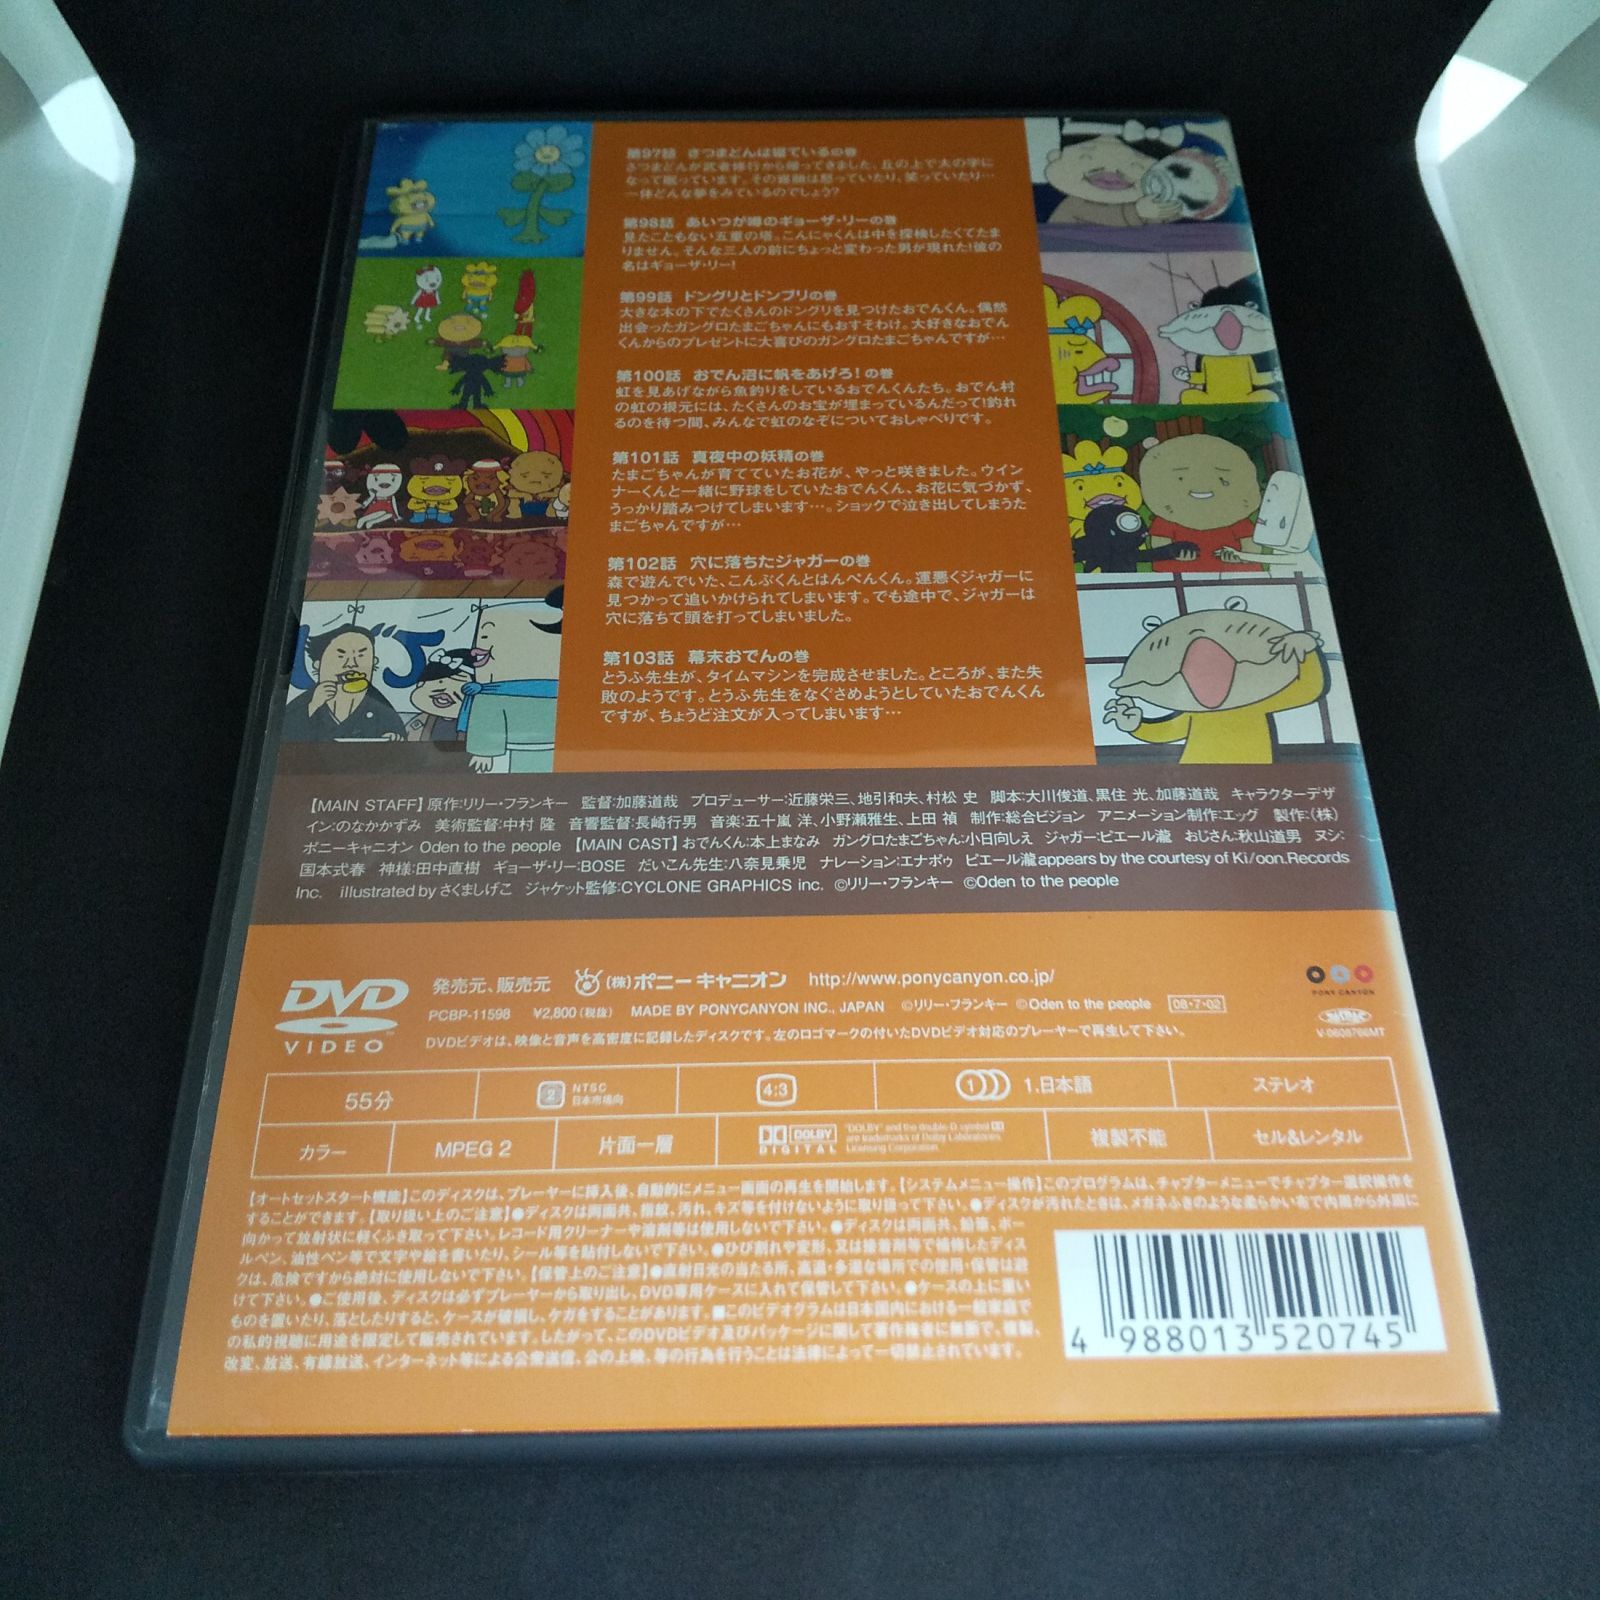 第97話 さつまどんは寝ているの巻
さつまどんが武者修行から帰ってきました。丘の上で大の字に
なって眠っています。その寝顔は怒っていたり、笑っていたり…
一体どんな夢をみているのでしょう?
第98話 あいつが噂のギョーザ・リーの巻
見たこともない五重の塔。こんにゃくんは中を探検したくてたま
りません。そんな三人の前にちょっと変わった男が現れた!彼の
名はギョーザ・リー!
第99話 ドングリとドンブリの巻
大きな木の下でたくさんのドングリを見つけたおでんくん。偶然
出会ったガングロたまごちゃんにもおすそわけ。大好きなおでん
くんからのプレゼントに大喜びのガングロたまごちゃんですが…
第100話 おでん沼に帆をあげろ!の巻
虹を見あげながら魚釣りをしているおでんくんたち。おでん村
の虹の根元には、たくさんのお宝が埋まっているんだって!釣れ
るのを待つ間、みんなで虹のなぞについておしゃべりです。
第101話 真夜中の妖精の巻
たまごちゃんが育てていたお花が、やっと咲きました。ウイン
ナーくんと一緒に野球をしていたおでんくん、お花に気づかず、
うっかり踏みつけてしまいます…。ショックで泣き出してしまうた
まごちゃんですが…
第102話 穴に落ちたジャガーの巻
森で遊んでいた、こんぶくんとはんぺんくん。運悪くジャガーに
見つかって追いかけられてしまいます。でも途中で、ジャガーは
穴に落ちて頭を打ってしまいました。
第103話 幕末おでんの巻
とうふ先生が、タイムマシンを完成させました。ところが、また失
敗のようです。とうふ先生をなぐさめようとしていたおでんくん
ですが、ちょうど注文が入ってしまいます…
【MAIN STAFF】原作:リリー・フランキー 監督:加藤道哉 プロデューサー:近藤栄三、地引和夫、村松 史 脚本:大川俊道、黒住 光、加藤道哉 キャラクターデザ
イン:のなかかずみ 美術監督:中村 隆 音響監督:長崎行男 音楽:五十嵐 洋、小野瀬雅生、上田 禎 制作:総合ビジョン アニメーション制作:エッグ 製作:(株)
ポニーキャニオン Oden to the people 【MAIN CAST】おでんくん:本上まなみ ガングロたまごちゃん:小日向しえ ジャガー:ピエール瀧 おじさん:秋山道男 ヌシ:
国本式春 神様:田中直樹 ギョーザ・リー:BOSE だいこん先生:八奈見乗児 ナレーション:エナポゥ ピエール瀧appears by the courtesy of Ki/oon.Records
Inc. illustrated by さくましげこ ジャケット監修:CYCLONE GRAPHICS inc. ©リリー・フランキー ©Oden to the people
DVD VIDEO
発売元、販売元 (株)ポニーキャニオン http://www.ponycanyon.co.jp/
PONY CANYON
PCBP-11598 ¥2,800(税抜) MADE BY PONYCANYON INC., JAPAN ©リリー・フランキー ©Oden to the people 08・7・02
DVDビデオは、映像と音声を高密度に記録したディスクです。左のロゴマークの付いたDVDビデオ対応のプレーヤーで再生して下さい。
55分 2 NTSC 日本市場向 4:3 1 1.日本語 ステレオ
カラー MPEG 2 片面一層 DOLBY DIGITAL "DOLBY" and the double-D symbol are trademarks of Dolby Laboratories Licensing Corporation 複製不能 セル&レンタル
【オートセットスタート機能】このディスクは、プレーヤーに挿入後、自動的にメニュー画面の再生を開始します。【システムメニュー操作】このプログラムは、チャプターメニューでチャプター選択操作を
することができます。【取り扱い上のご注意】●ディスクは両面共、指紋、汚れ、キズ等を付けないように取り扱って下さい。●ディスクが汚れたときは、メガネふきのような柔らかい布で内周から外周に
向かって放射状に軽くふき取って下さい。レコード用クリーナーや溶剤等は使用しないで下さい。●ディスクは両面共、鉛筆、ボー
ルペン、油性ペン等で文字や絵を書いたり、シール等を貼付しないで下さい。●ひび割れや変形、又は接着剤等で補修したディス
クは、危険ですから絶対に使用しないで下さい。【保管上のご注意】●直射日光の当たる所、高温・多湿な場所での使用・保管は避
けて下さい。●ご使用後、ディスクは必ずプレーヤーから取り出し、DVD専用ケースに入れて保管して下さい。●ケースの上に重い
ものを置いたり、落としたりすると、ケースが破損し、ケガをすることがあります。■このビデオグラムは日本国内における一般家庭で
の私的視聴に用途を限定して販売されています。したがって、このDVDビデオ及びパッケージに関して著作権者に無断で、複製、
改変、放送、有線放送、インターネット等による公衆送信、公の上映、等の行為を行うことは法律によって一切禁止されています。
4 988013 520745